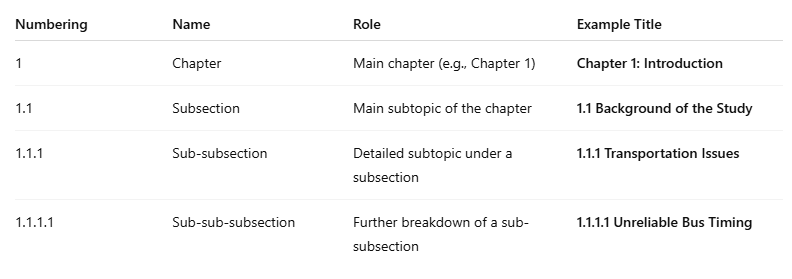 Numbering Name Role Example Title
1 Chapter Main chapter (e.g., Chapter 1) Chapter 1: Introduction
1.1 Subsection Main subtopic of the chapter 1.1 Background of the Study
1.1.1 Sub-subsection Detailed subtopic under a 1.1.1 Transportation Issues
subsection
1.1.1.1 Sub-sub-subsection Further breakdown of a sub- 1.1.1.1 Unreliable Bus Timing
subsection